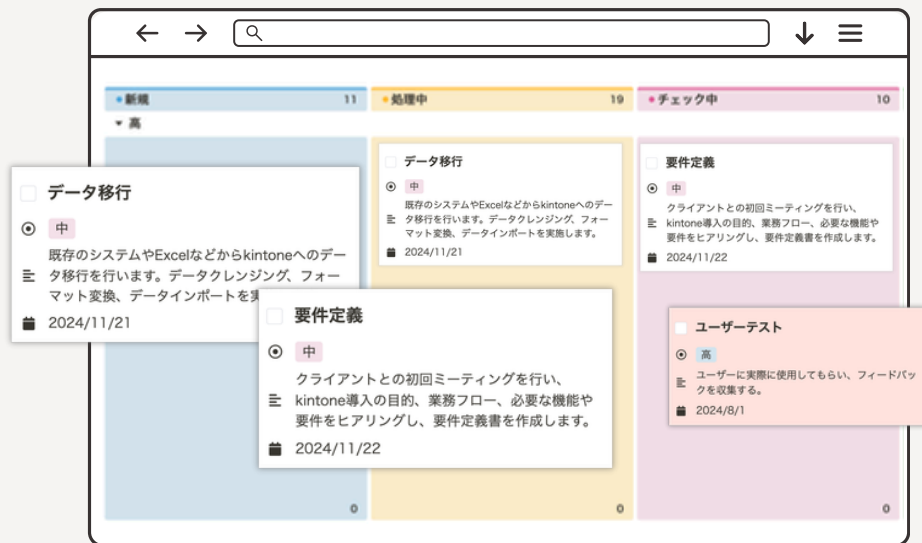 新規
11
処理中
19
チェック中
10
高
データ移行
中
既存のシステムやExcelなどからkintoneへのデー
タ移行を行います。データクレンジング、フォー
マット変換、データインポートを実
2024/11/21
データ移行
中
既存のシステムやExcelなどからkintoneへのデー
タ移行を行います。データクレンジング、フォー
マット変換、データインポートを実施します。
2024/11/21
要件定義
中
クライアントとの初回ミーティングを行い、
kintone導入の目的、業務フロー、必要な機能や
要件をヒアリングし、要件定義書を作成します。
2024/11/22
要件定義
中
クライアントとの初回ミーティングを行い、
kintone導入の目的、業務フロー、必要な機能や
要件をヒアリングし、要件定義書を作成します。
2024/11/22
ユーザーテスト
高
ユーザーに実際に使用してもらい、フィードバッ
クを収集する。
2024/8/1
0
0
0